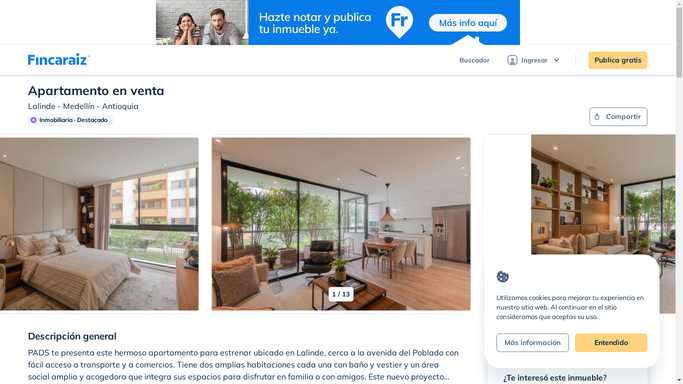 Hazte notar y publica
tu inmueble ya.
Fr
Más info aquí
Fincaraiz
Buscador
Ingresar
Publica gratis
Apartamento en venta
Lalinde - Medellín - Antioquia
Inmobiliaria · Destacado
Compartir
1 / 13
Utilizamos cookies para mejorar tu experiencia en
nuestro sitio web. Al continuar en el sitio
consideramos que aceptas su uso.
Más información
Entendido
Descripción general
PADS te presenta este hermoso apartamento para estrenar ubicado en Lalinde, cerca a la avenida del Poblado con
fácil acceso a transporte y a comercios. Tiene dos amplias habitaciones cada una con baño y vestier y un área
social amplia y acogedora que integra sus espacios para disfrutar en familia o con amigos. Este nuevo proyecto...
¿Te interesó este inmueble?